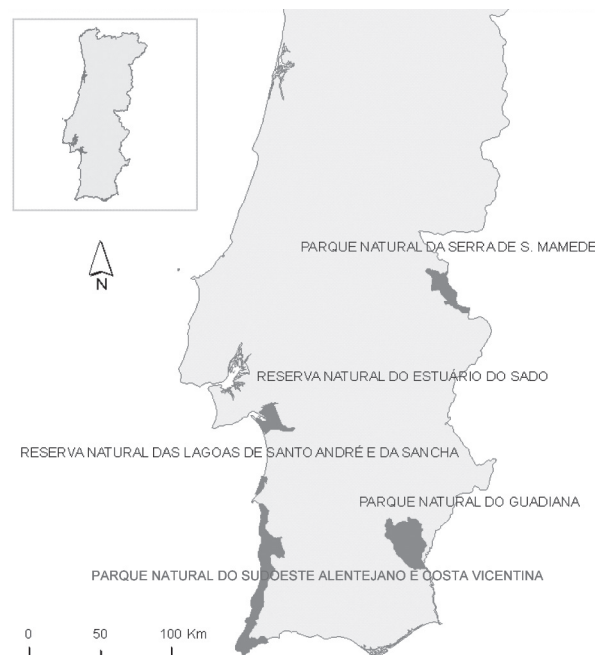 N
PARQUE NATURAL DA SERRA DE S. MAMEDE
RESERVA NATURAL DO ESTUÁRIO DO SADO
RESERVA NATURAL DAS LAGOAS DE SANTO ANDRÉ E DA SANCHA
PARQUE NATURAL DO GUADIANA
PARQUE NATURAL DO SUDOESTE ALENTEJANO E COSTA VICENTINA
0 50 100 Km